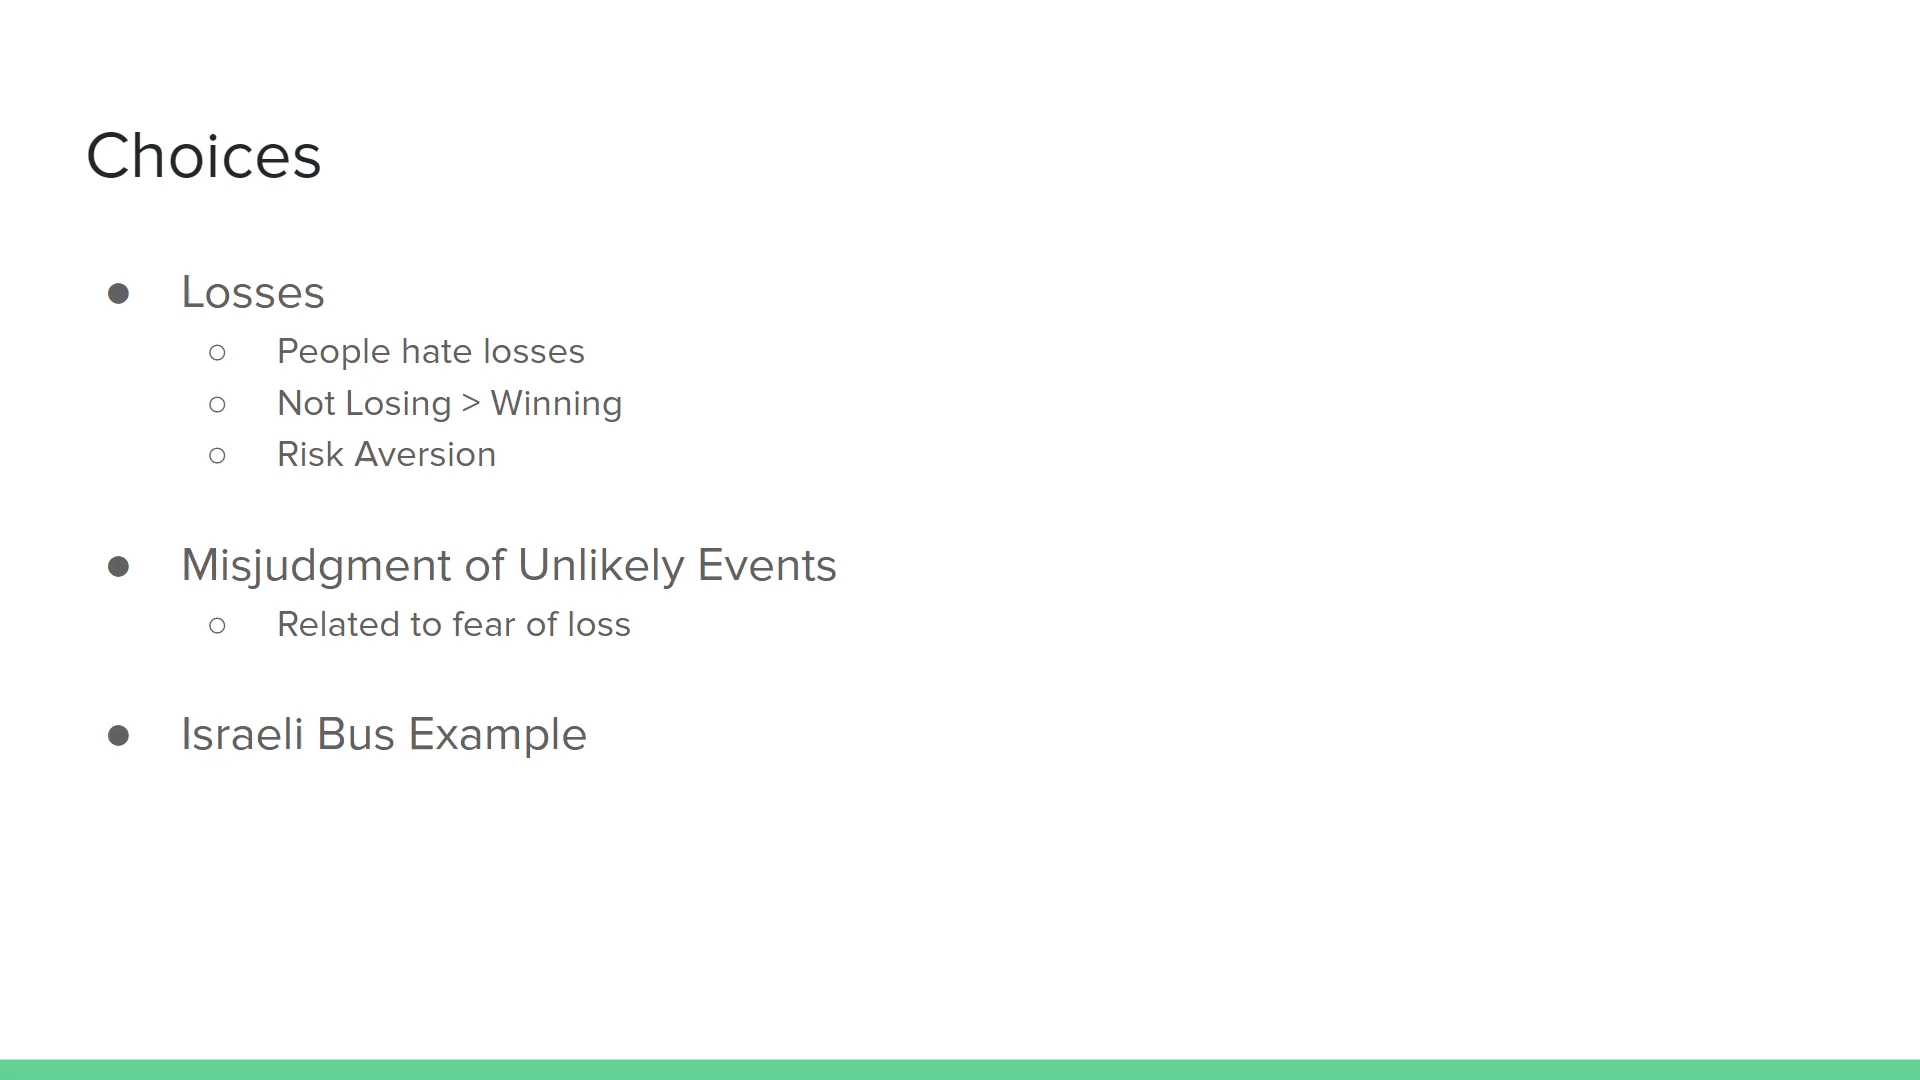 Choices
● Losses
○ People hate losses
○ Not Losing > Winning
○ Risk Aversion
● Misjudgment of Unlikely Events
○ Related to fear of loss
● Israeli Bus Example